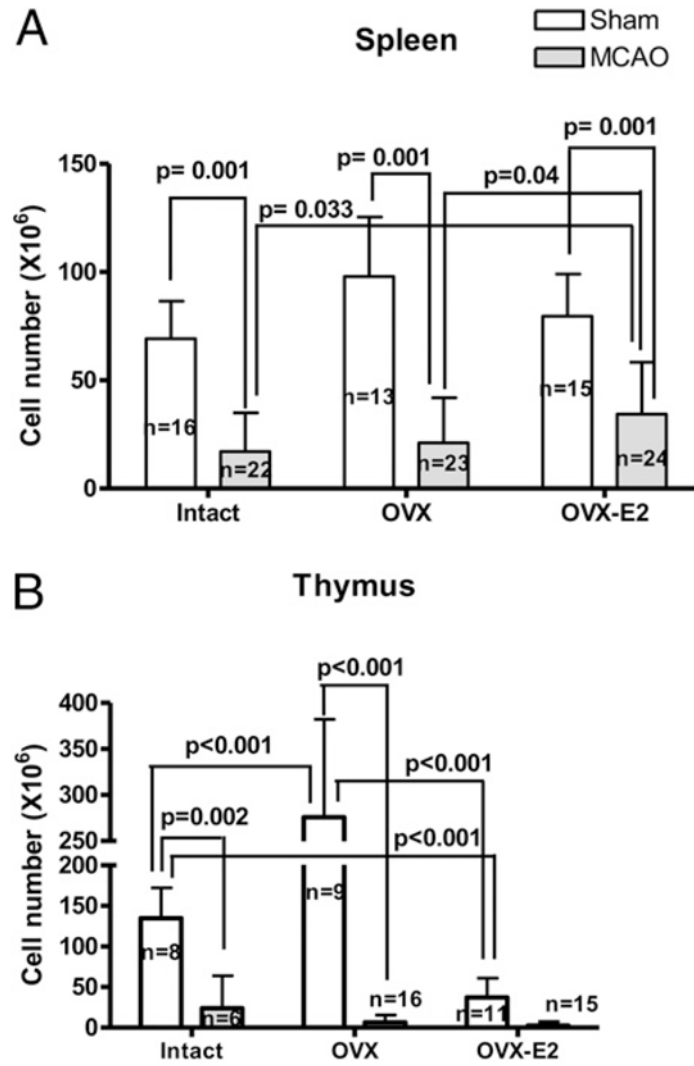 A
Spleen
Sham
MCAO
Cell number (X10⁶)
150
100
50
0
p= 0.001
p= 0.033
p= 0.001
p=0.04
p= 0.001
n=16
n=22
n=13
n=23
n=15
n=24
Intact
OVX
OVX-E2
B
Thymus
Cell number (X10⁶)
400
350
300
250
200
150
100
50
0
p<0.001
p<0.001
p<0.001
p=0.002
p<0.001
n=8
n=6
n=9
n=16
n=11
n=15
Intact
OVX
OVX-E2